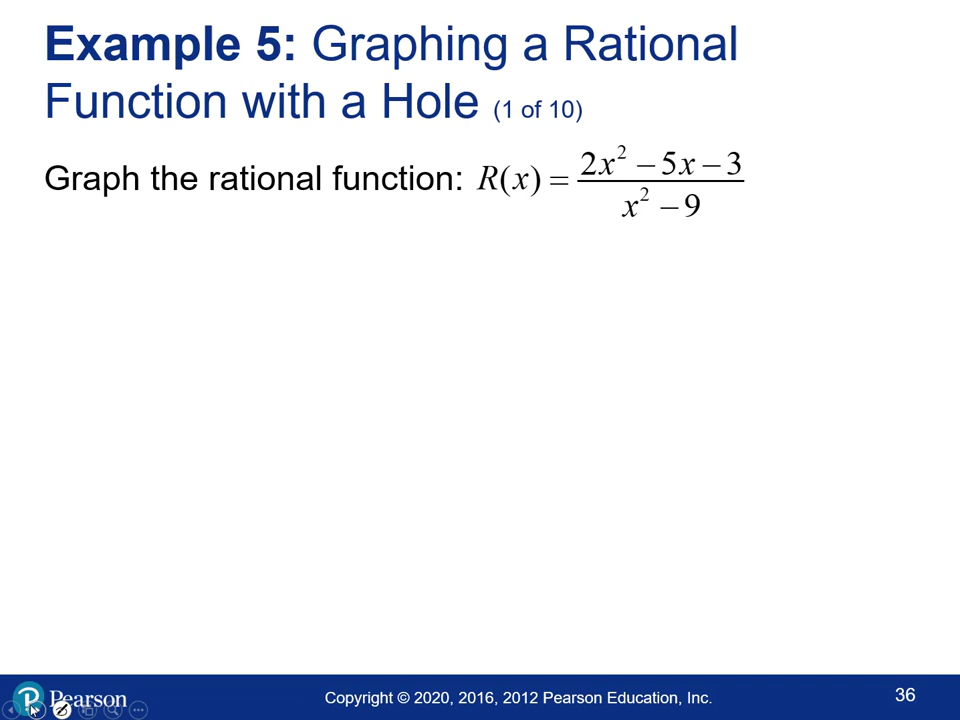 Example 5: Graphing a Rational
Function with a Hole (1 of 10)
Graph the rational function: R(x) = (2x² − 5x − 3) / (x² − 9)
Pearson
Copyright © 2020, 2016, 2012 Pearson Education, Inc.
36